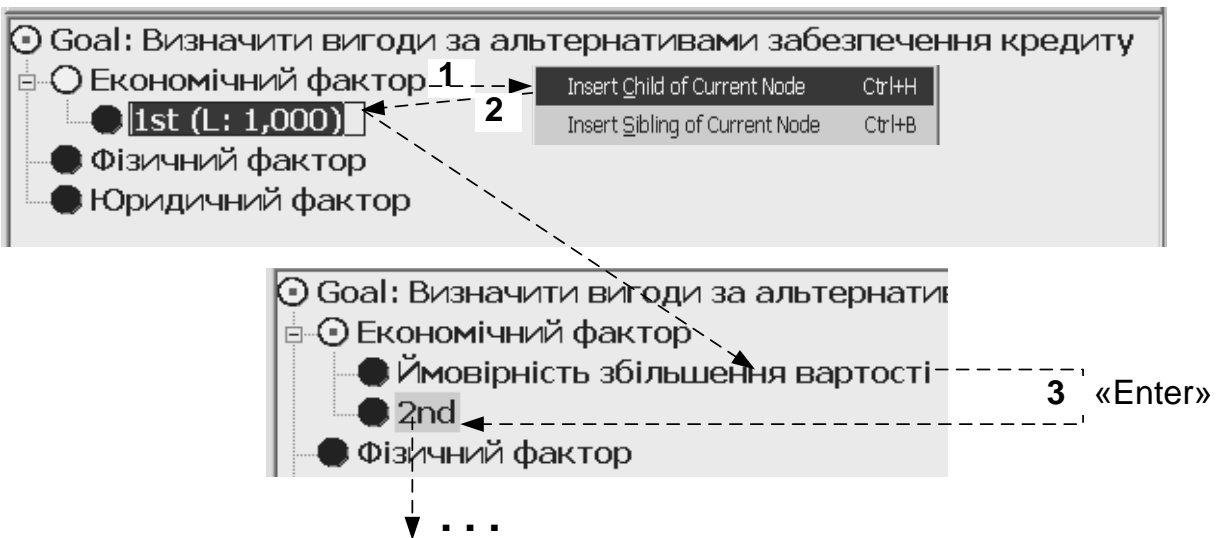 Goal: Визначити вигоди за альтернативами забезпечення кредиту
Економічний фактор 1
Insert Child of Current Node Ctrl+H
1st (L: 1,000) 2
Insert Sibling of Current Node Ctrl+B
Фізичний фактор
Юридичний фактор
Goal: Визначити вигоди за альтернатив
Економічний фактор
Ймовірність збільшення вартості
3 «Enter»
2nd
Фізичний фактор
. . .